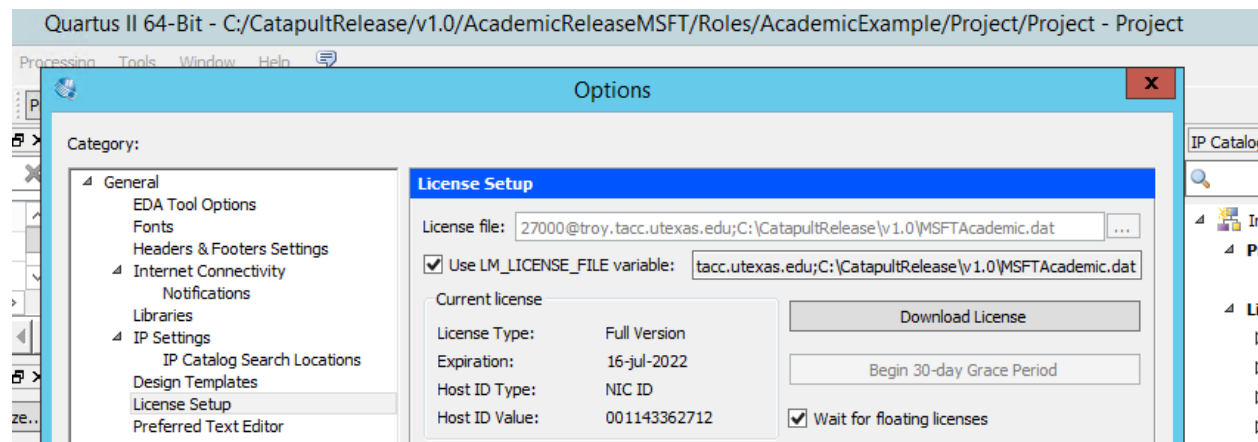 Quartus II 64-Bit - C:/CatapultRelease/v1.0/AcademicReleaseMSFT/Roles/AcademicExample/Project/Project - Project
Processing Tools Window Help
Options
x
Category:
IP Catalo
General
EDA Tool Options
Fonts
Headers & Footers Settings
Internet Connectivity
Notifications
Libraries
IP Settings
IP Catalog Search Locations
Design Templates
License Setup
Preferred Text Editor
License Setup
License file: 27000@troy.tacc.utexas.edu;C:\CatapultRelease\v1.0\MSFTAcademic.dat ...
Use LM_LICENSE_FILE variable: tacc.utexas.edu;C:\CatapultRelease\v1.0\MSFTAcademic.dat
Current license
License Type: Full Version
Expiration: 16-jul-2022
Host ID Type: NIC ID
Host ID Value: 001143362712
Download License
Begin 30-day Grace Period
Wait for floating licenses
ze...